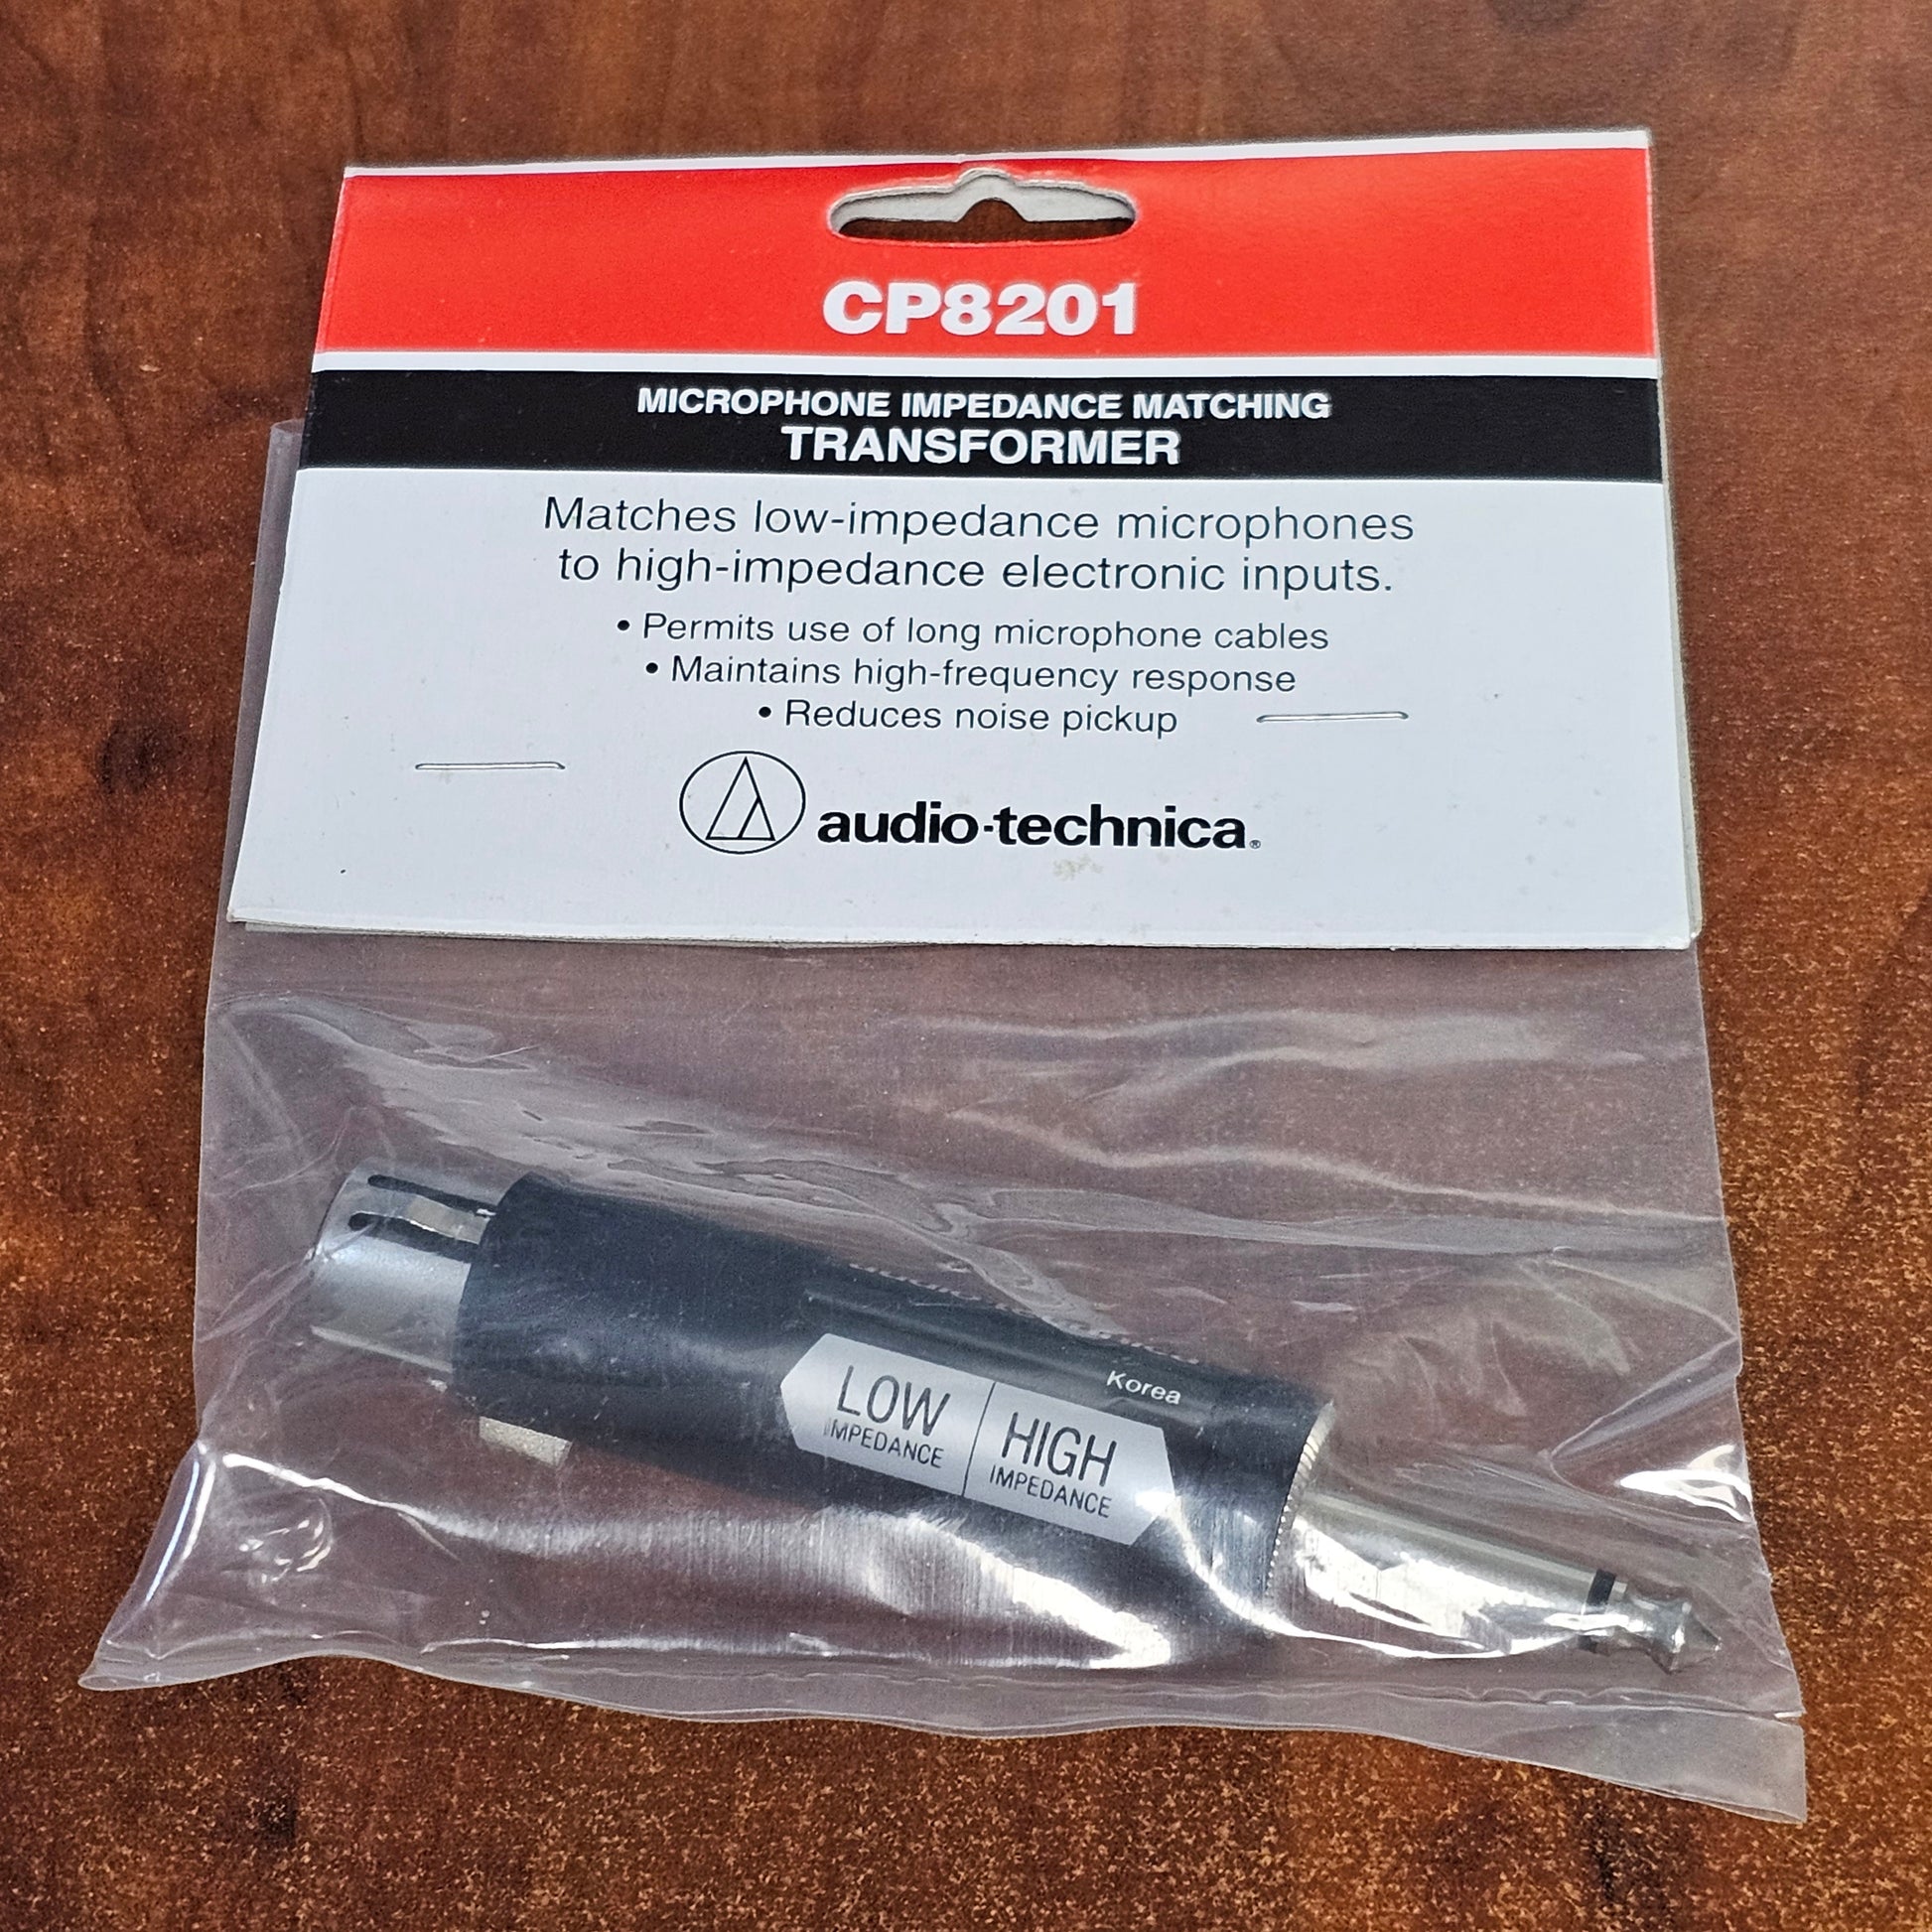 CP8201
MICROPHONE IMPEDANCE MATCHING
TRANSFORMER
Matches low-impedance microphones
to high-impedance electronic inputs.
• Permits use of long microphone cables
• Maintains high-frequency response
• Reduces noise pickup
audio-technica®
Korea
LOW
IMPEDANCE
HIGH
IMPEDANCE